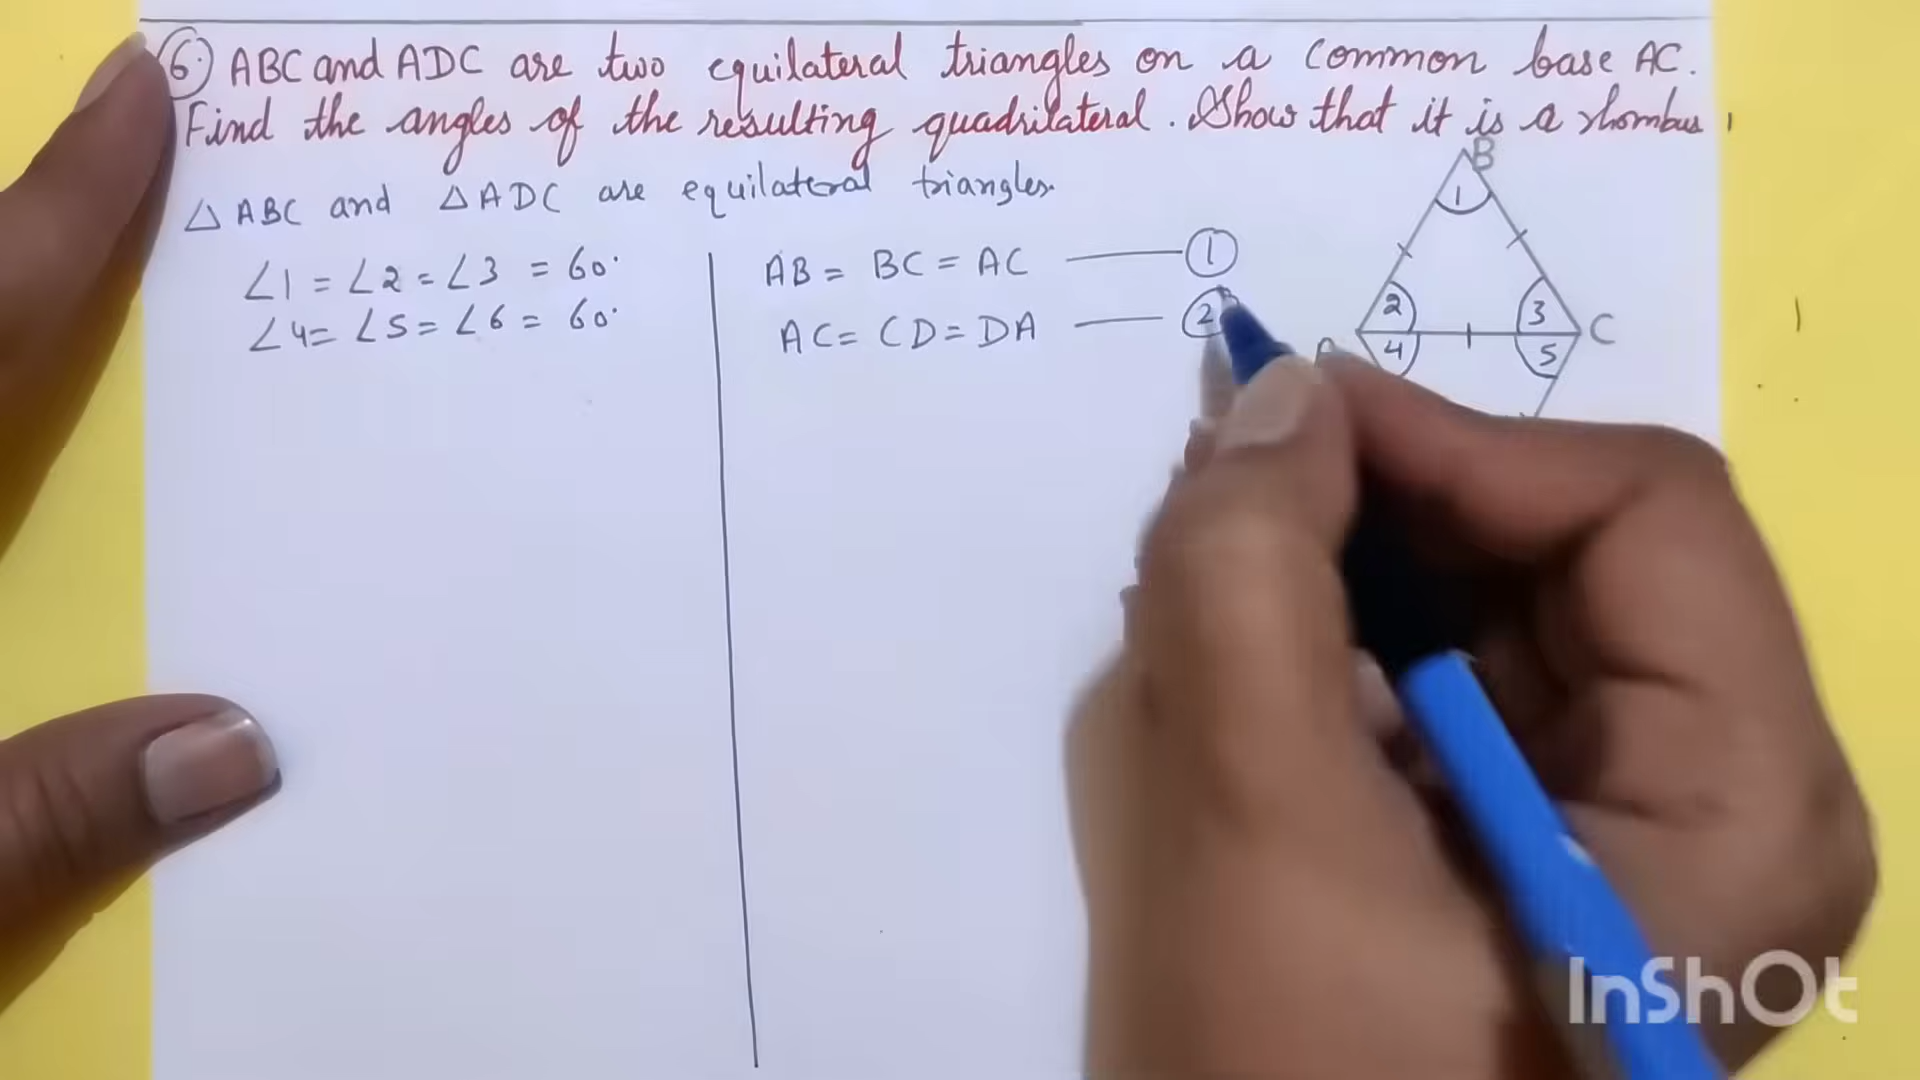 6. ABC and ADC are two equilateral triangles on a common base AC.
Find the angles of the resulting quadrilateral. Show that it is a rhombus
△ ABC and △ ADC are equilateral triangles.
∠1 = ∠2 = ∠3 = 60°
∠4 = ∠5 = ∠6 = 60°
AB = BC = AC —— 1
AC = CD = DA —— 2
B
1
2 3 C
A 4 5
InShOt